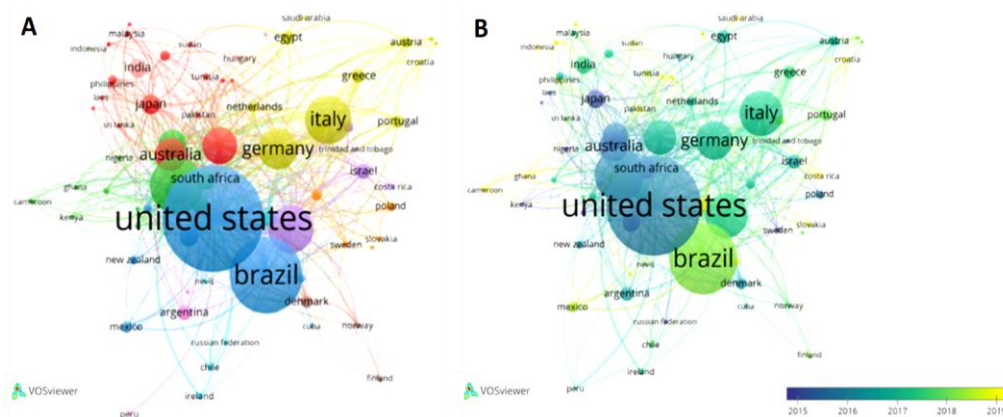 A
saudi-arabia
malaysia
egypt
austria
indonesia
sudan
hungary
croatia
india
tunisia
greece
philippines
laos
japan
netherlands
pakistan
italy
portugal
sri lanka
australia
germany
trinidad and tobago
nigeria
south africa
israel
ghana
costa rica
cameroon
poland
kenya
united states
slovakia
sweden
new zealand
brazil
nevis
denmark
argentina
mexico
cuba
norway
russian federation
chile
finland
ireland
peru
VOSviewer
B
saudi-arabia
malaysia
egypt
austria
indonesia
sudan
hungary
croatia
india
tunisia
greece
philippines
laos
japan
netherlands
pakistan
italy
portugal
sri lanka
australia
germany
trinidad and tobago
nigeria
south africa
israel
ghana
costa rica
cameroon
poland
kenya
united states
slovakia
sweden
new zealand
brazil
nevis
denmark
argentina
mexico
cuba
norway
russian federation
chile
finland
ireland
peru
VOSviewer
2015 2016 2017 2018